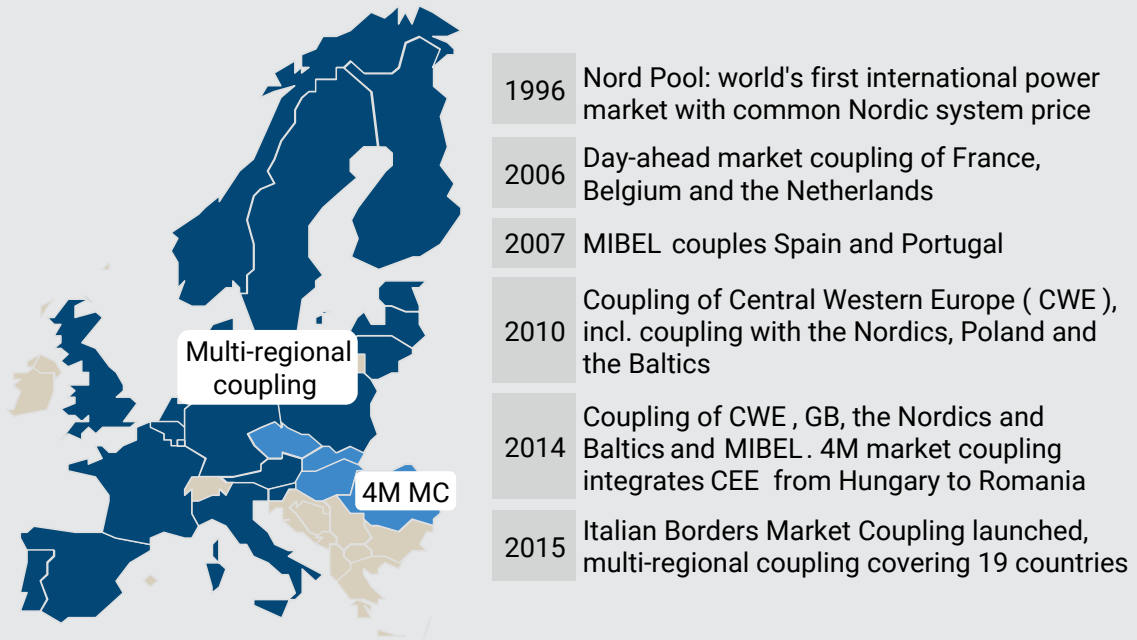 1996
Nord Pool: world's first international power
market with common Nordic system price
2006
Day-ahead market coupling of France,
Belgium and the Netherlands
2007
MIBEL couples Spain and Portugal
2010
Coupling of Central Western Europe ( CWE ),
incl. coupling with the Nordics, Poland and
the Baltics
2014
Coupling of CWE , GB, the Nordics and
Baltics and MIBEL . 4M market coupling
integrates CEE from Hungary to Romania
2015
Italian Borders Market Coupling launched,
multi-regional coupling covering 19 countries
Multi-regional
coupling
4M MC